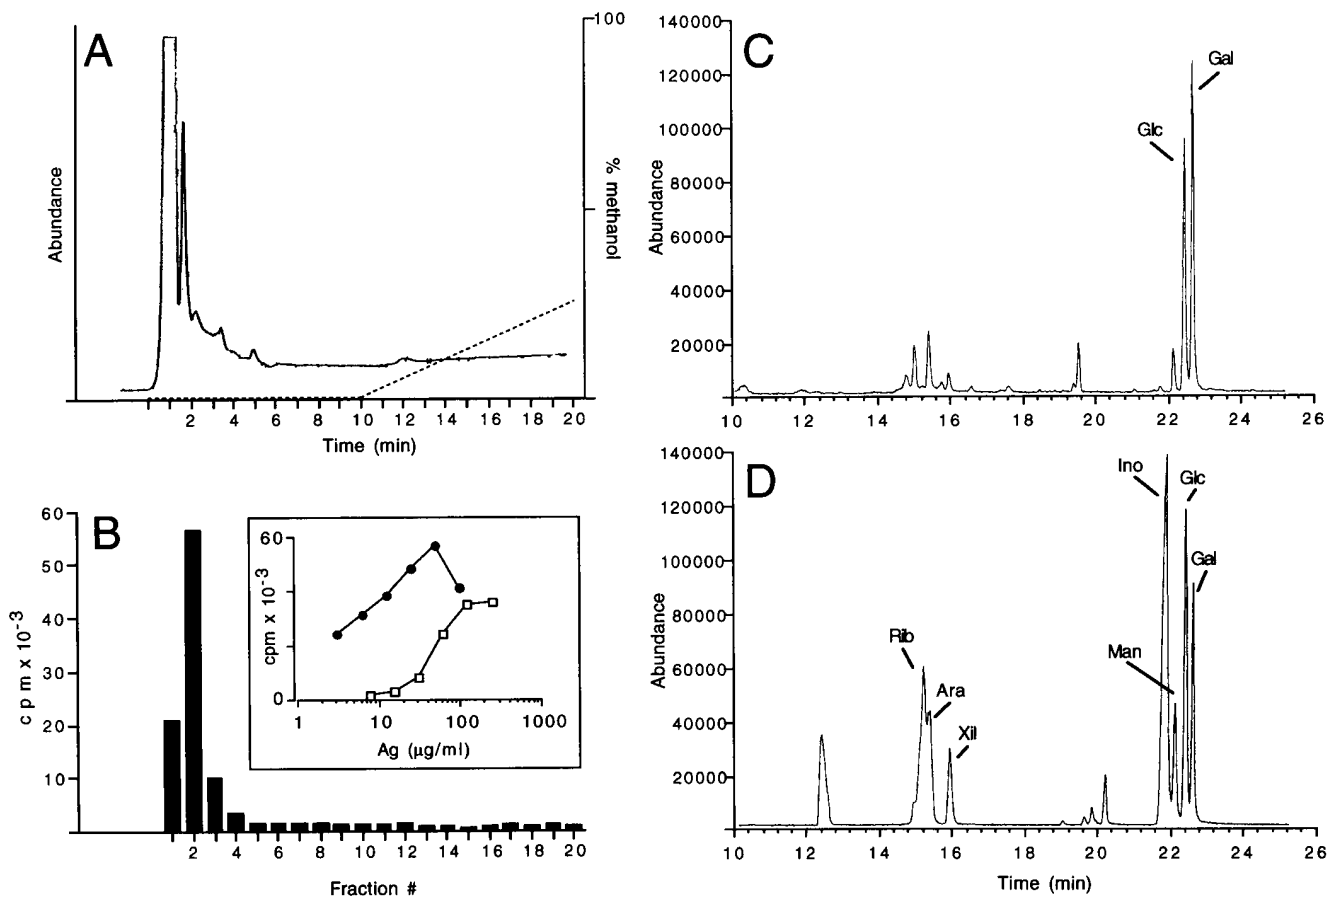 A
Abundance
100
% methanol
2 4 6 8 10 12 14 16 18 20
Time (min)
B
60
50
40
30
20
10
c p m x 10-3
2 4 6 8 10 12 14 16 18 20
Fraction #
60
0
cpm x 10-3
1 10 100 1000
Ag (µg/ml)
C
140000
120000
100000
80000
60000
40000
20000
Abundance
Glc
Gal
10 12 14 16 18 20 22 24 26
D
140000
120000
100000
80000
60000
40000
20000
Abundance
Rib
Ara
Xil
Ino
Man
Glc
Gal
10 12 14 16 18 20 22 24 26
Time (min)